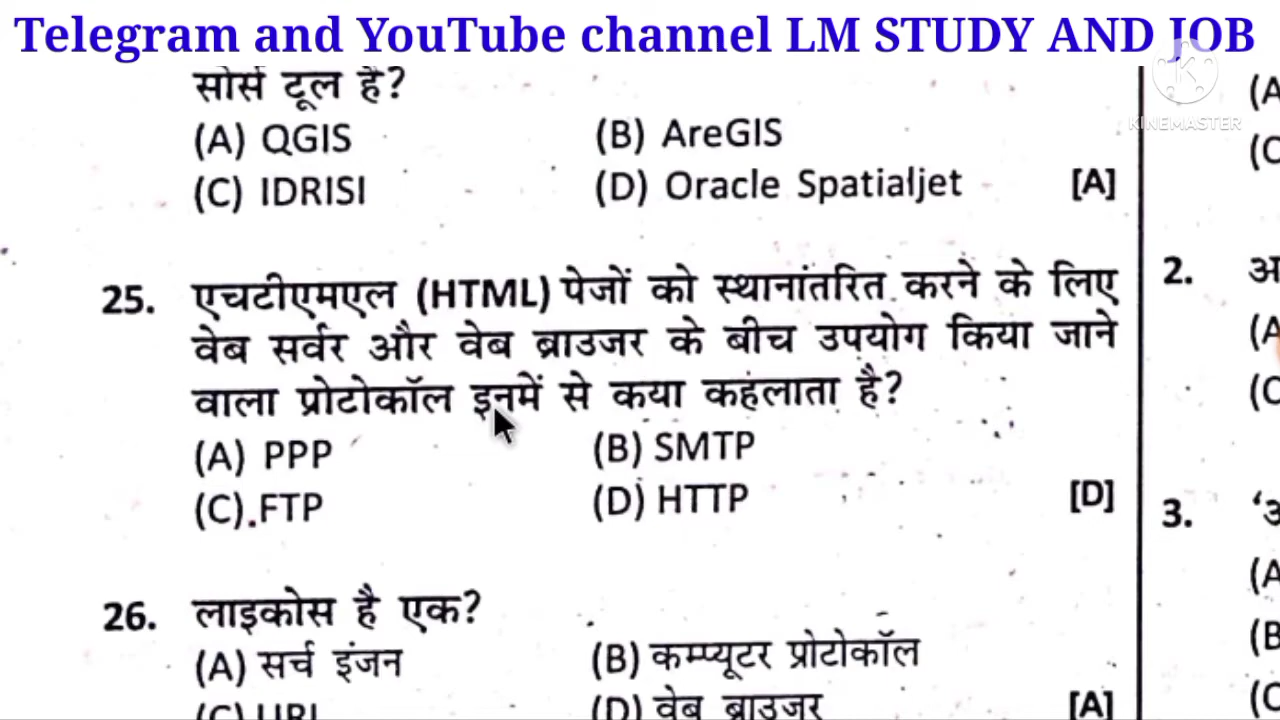 Telegram and YouTube channel LM STUDY AND JOB
KINEMASTER
सोर्स टूल है?
(A) QGIS (B) AreGIS
(C) IDRISI (D) Oracle Spatialjet [A]
25. एचटीएमएल (HTML) पेजों को स्थानांतरित करने के लिए
वेब सर्वर और वेब ब्राउजर के बीच उपयोग किया जाने
वाला प्रोटोकॉल इनमें से कया कहलाता है?
(A) PPP (B) SMTP
(C) FTP (D) HTTP [D]
26. लाइकोस है एक?
(A) सर्च इंजन (B) कम्प्यूटर प्रोटोकॉल
(C) URL (D) वेब ब्राउजर [A]
(A
(C
2. अ
(A
(C
3. ‘उ
(A
(B
(C